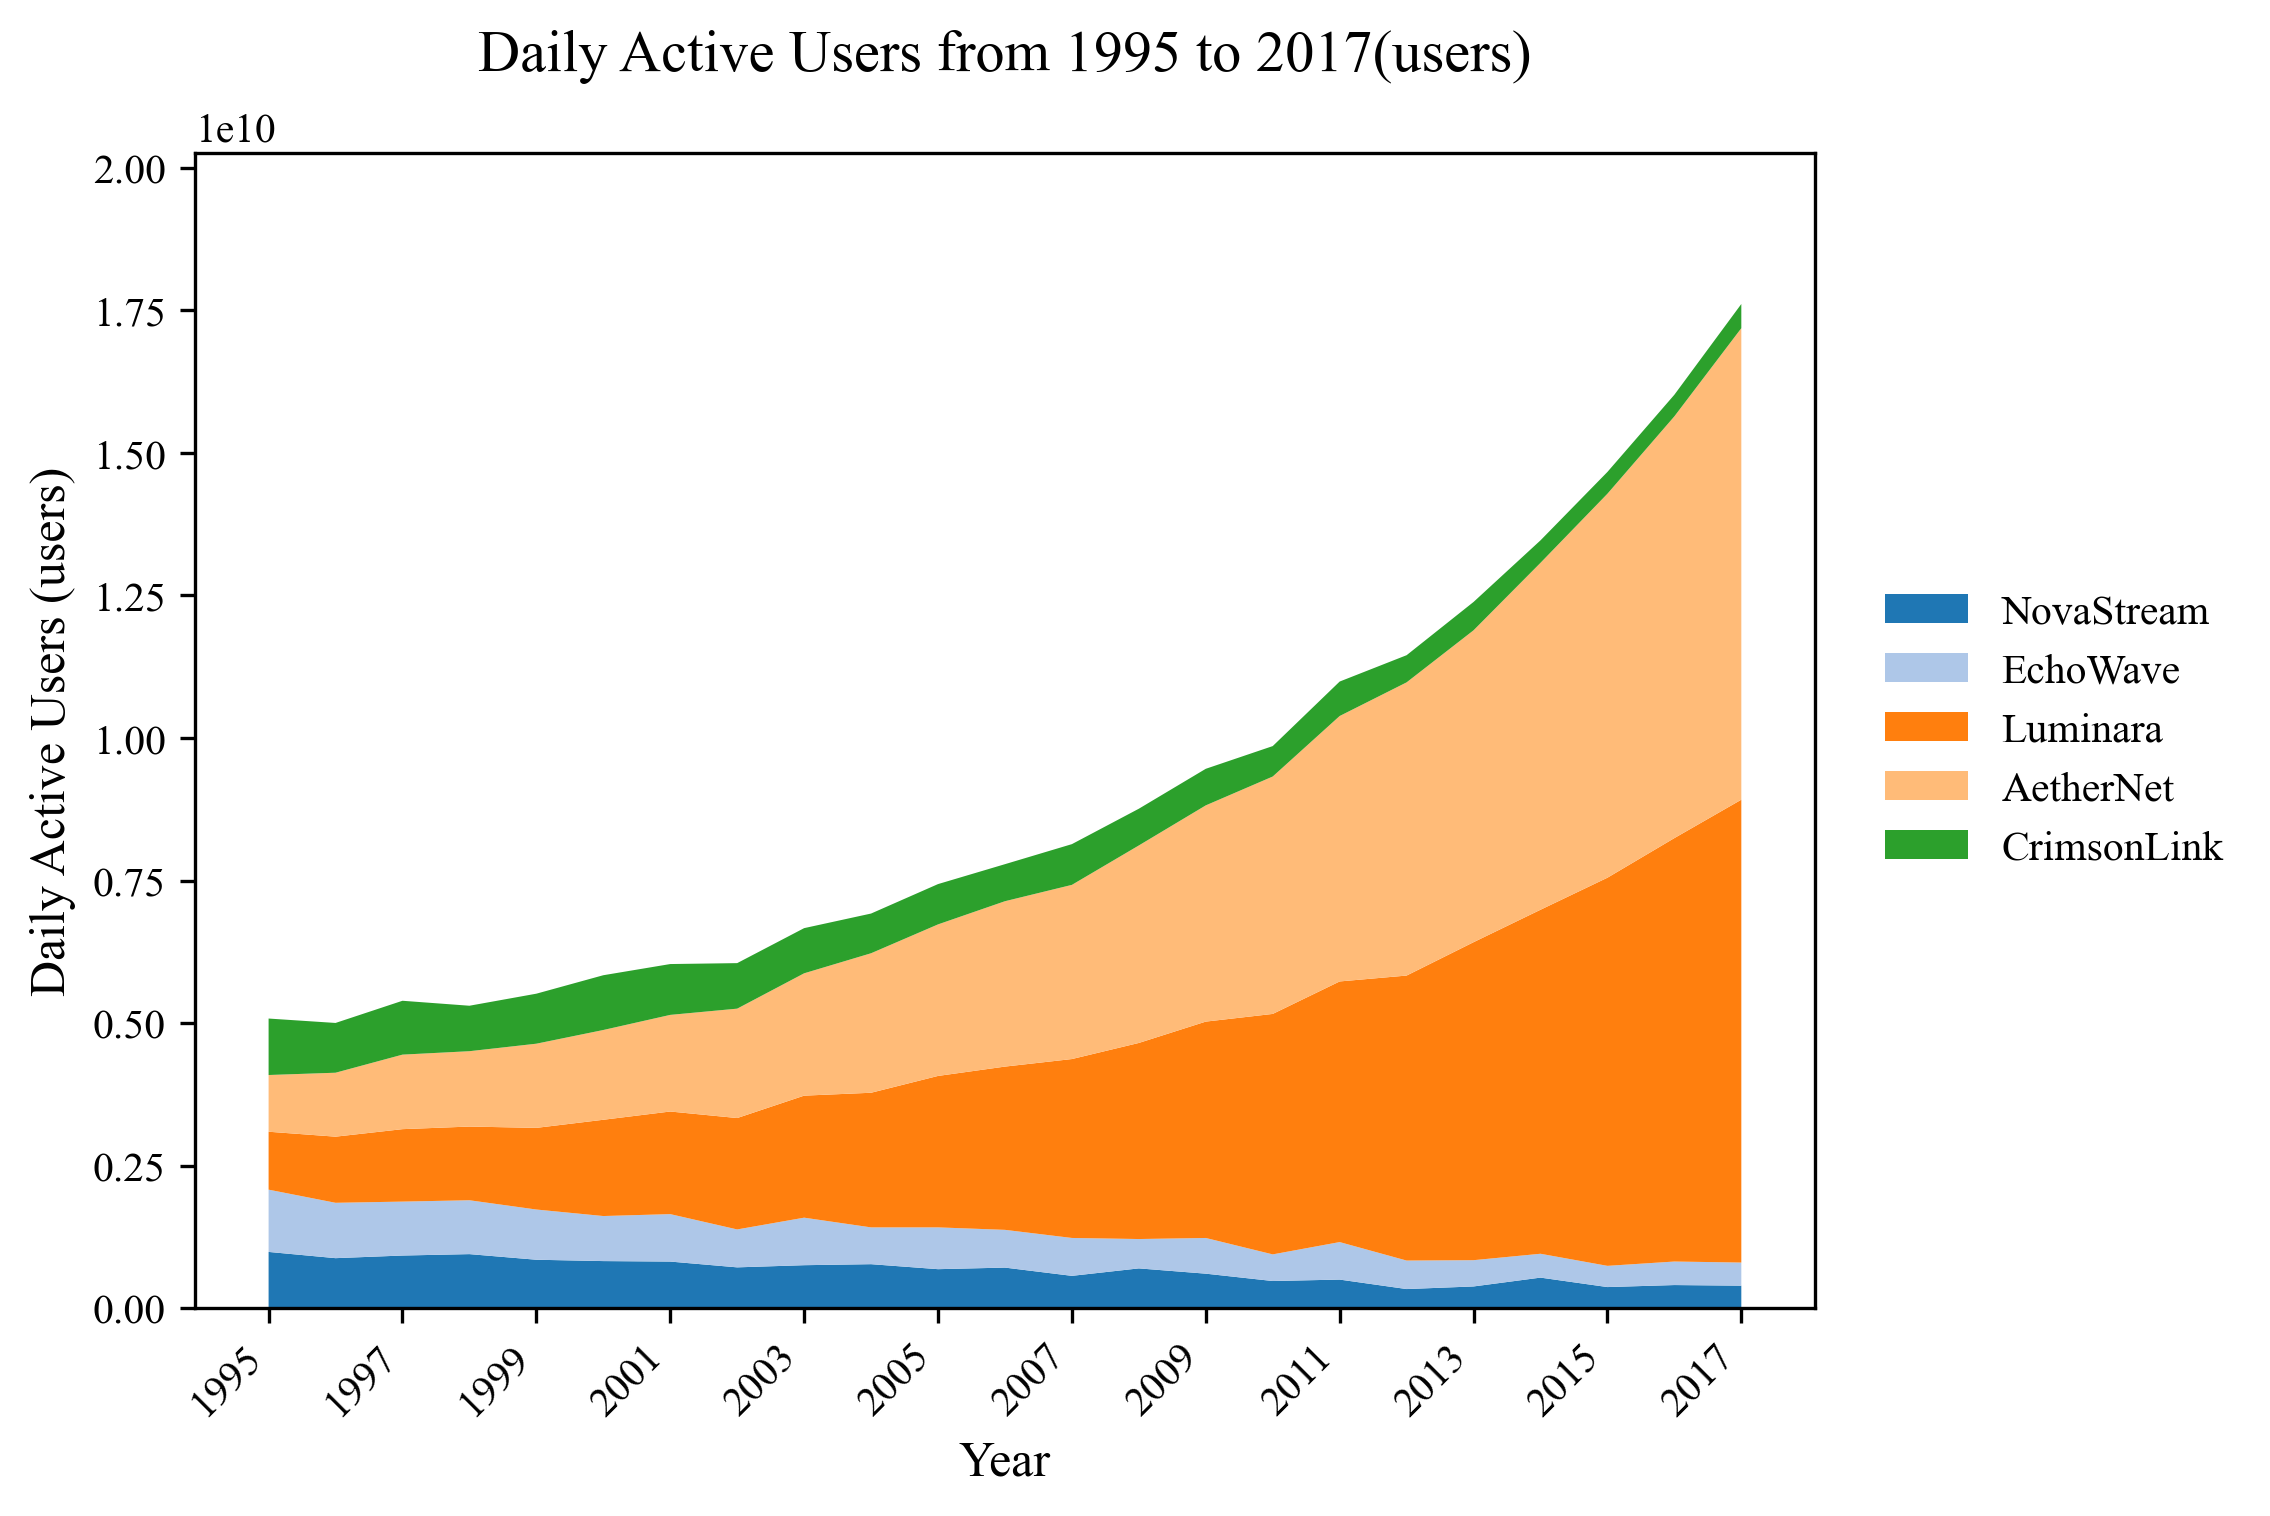 Daily Active Users from 1995 to 2017(users)
1e10
2.00
1.75
1.50
1.25
1.00
0.75
0.50
0.25
0.00
Daily Active Users (users)
1995
1997
1999
2001
2003
2005
2007
2009
2011
2013
2015
2017
Year
NovaStream
EchoWave
Luminara
AetherNet
CrimsonLink